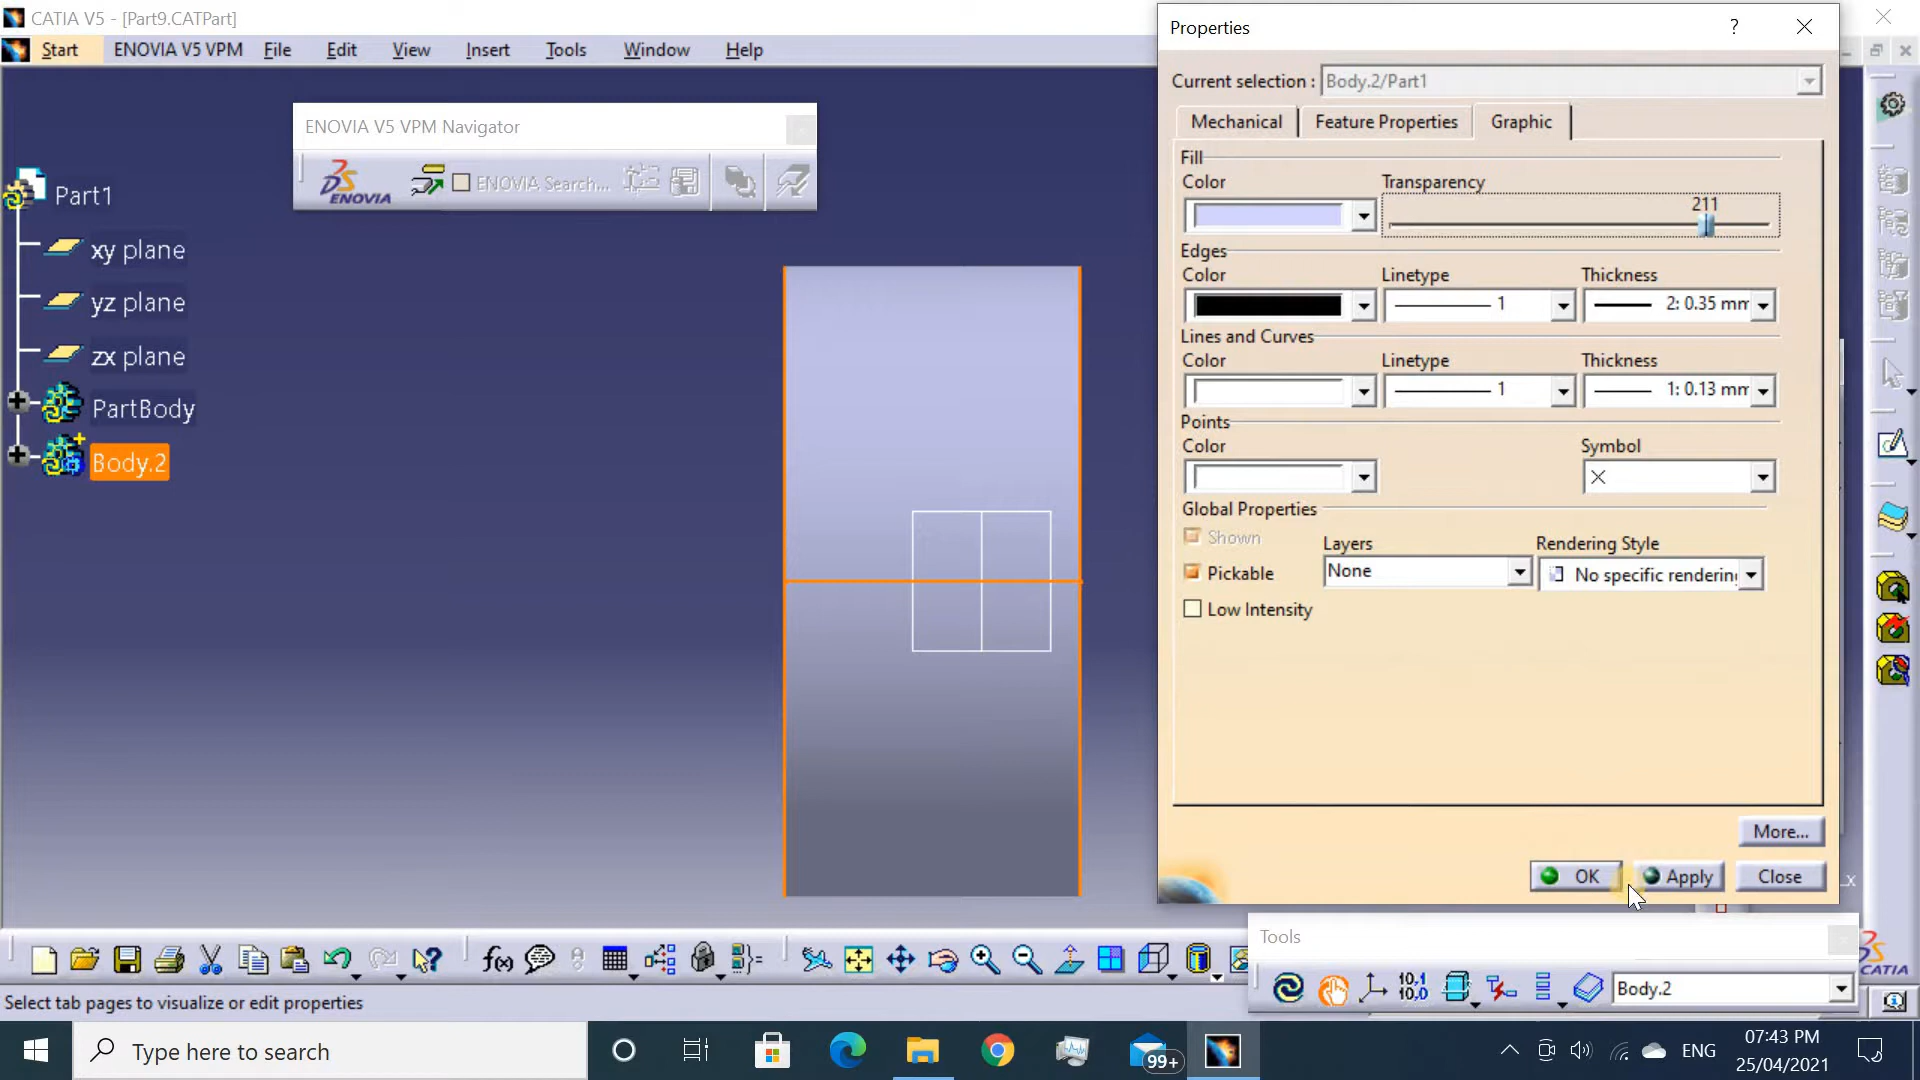 CATIA V5 - [Part9.CATPart]
Start ENOVIA V5 VPM File Edit View Insert Tools Window Help
ENOVIA V5 VPM Navigator
ENOVIA
ENOVIA Search...
Part1
xy plane
yz plane
zx plane
PartBody
Body.2
Properties
?
Current selection : Body.2/Part1
Mechanical Feature Properties Graphic
Fill
Color Transparency
211
Edges
Color Linetype Thickness
1 2: 0.35 mm
Lines and Curves
Color Linetype Thickness
1 1: 0.13 mm
Points
Color Symbol
Global Properties
Shown Layers Rendering Style
Pickable None No specific renderin
Low Intensity
More...
OK Apply Close
x
Tools
f(x)
10,1
10,0
Body.2
CATIA
Select tab pages to visualize or edit properties
Type here to search
99+
ENG
07:43 PM
25/04/2021